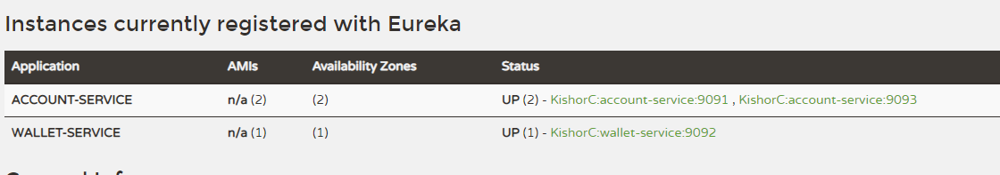 Instances currently registered with Eureka
Application AMIs Availability Zones Status
ACCOUNT-SERVICE n/a (2) (2) UP (2) - KishorC:account-service:9091 , KishorC:account-service:9093
WALLET-SERVICE n/a (1) (1) UP (1) - KishorC:wallet-service:9092